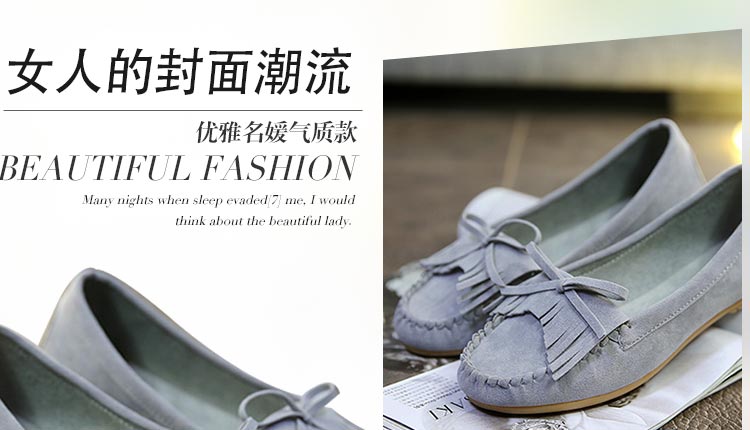 女人的封面潮流
优雅名媛气质款
BEAUTIFUL FASHION
Many nights when sleep evaded[7] me, I would
think about the beautiful lady.
AKI